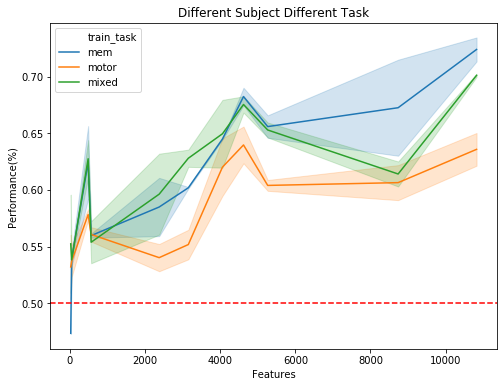 Different Subject Different Task
train_task
mem
motor
mixed
Performance(%)
0.70
0.65
0.60
0.55
0.50
0
2000
4000
6000
8000
10000
Features